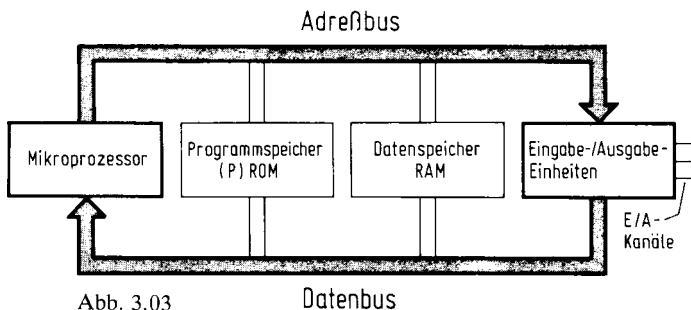 Adreßbus
Mikroprozessor
Programmspeicher
(P) ROM
Datenspeicher
RAM
Eingabe-/Ausgabe-
Einheiten
E/A-
Kanäle
Abb. 3.03
Datenbus